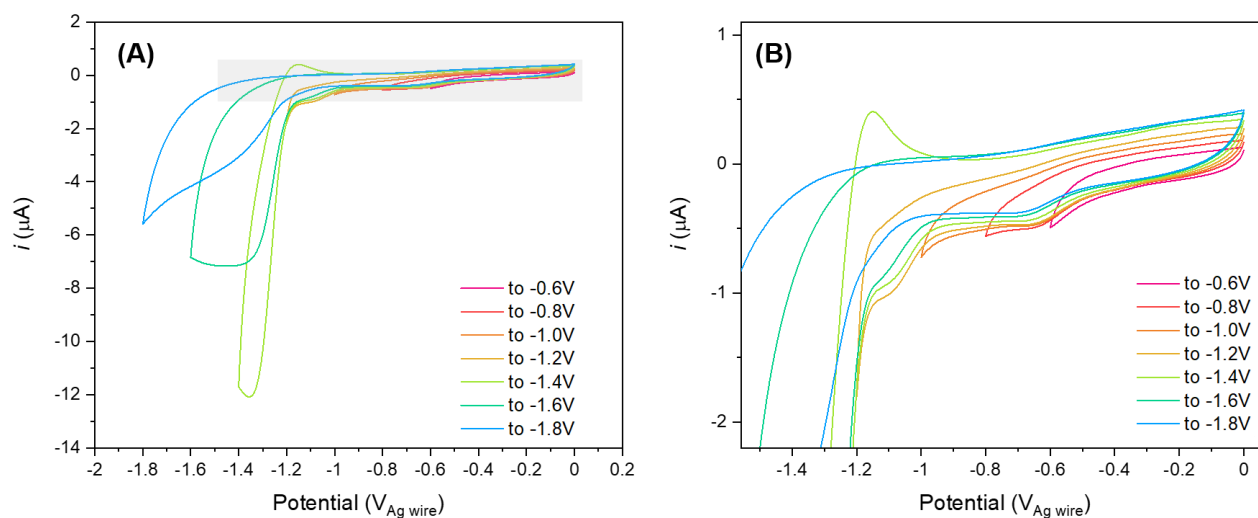 (A)
2
0
-2
-4
-6
-8
-10
-12
-14
i (µA)
-2
-1.8
-1.6
-1.4
-1.2
-1
-0.8
-0.6
-0.4
-0.2
0
0.2
Potential (V_Ag wire)
to -0.6V
to -0.8V
to -1.0V
to -1.2V
to -1.4V
to -1.6V
to -1.8V
(B)
1
0
-1
-2
i (µA)
-1.4
-1.2
-1
-0.8
-0.6
-0.4
-0.2
0
Potential (V_Ag wire)
to -0.6V
to -0.8V
to -1.0V
to -1.2V
to -1.4V
to -1.6V
to -1.8V